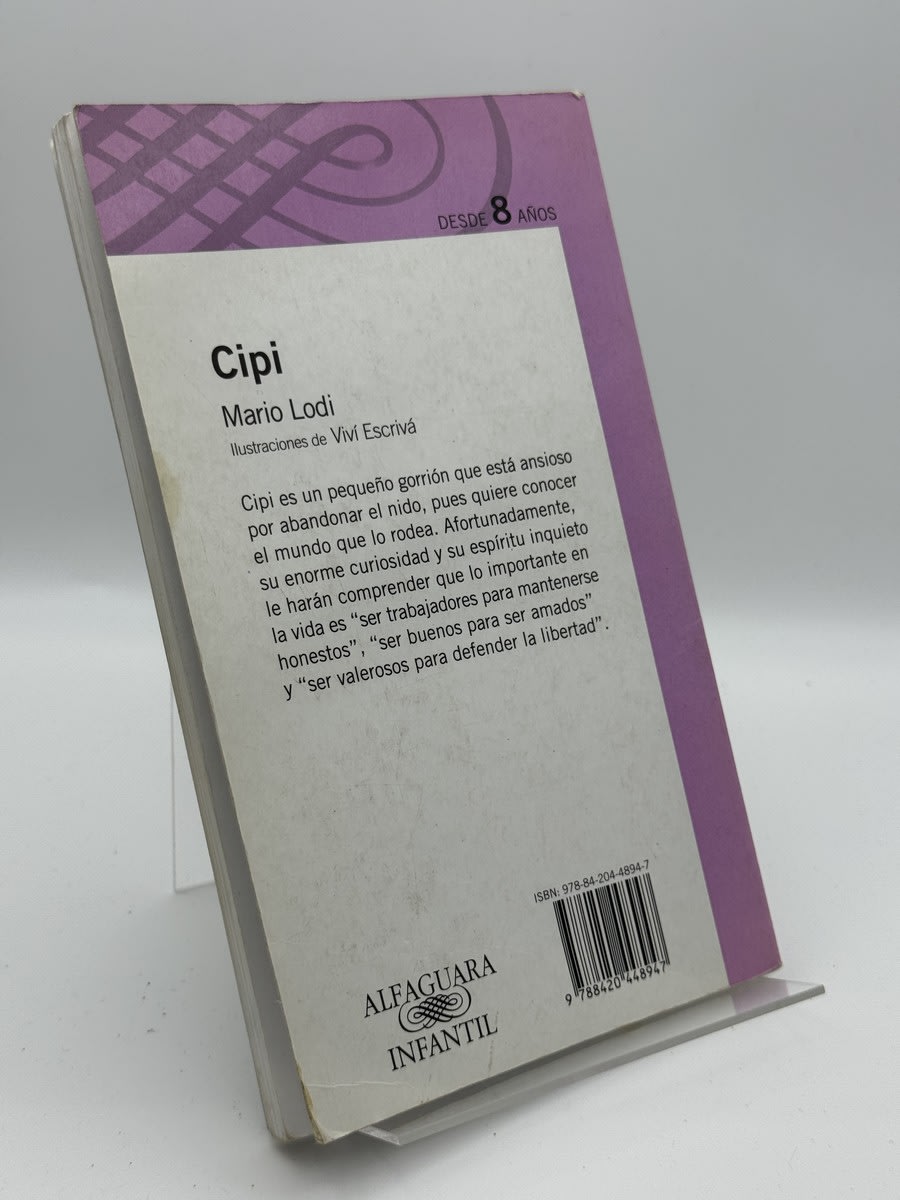 DESDE 8 AÑOS
Cipi
Mario Lodi
Ilustraciones de Viví Escrivá
Cipi es un pequeño gorrión que está ansioso
por abandonar el nido, pues quiere conocer
el mundo que lo rodea. Afortunadamente,
su enorme curiosidad y su espíritu inquieto
le harán comprender que lo importante en
la vida es “ser trabajadores para mantenerse
honestos”, “ser buenos para ser amados”
y “ser valerosos para defender la libertad”.
ISBN: 978-84-204-4894-7
9 788420 448947
ALFAGUARA
INFANTIL